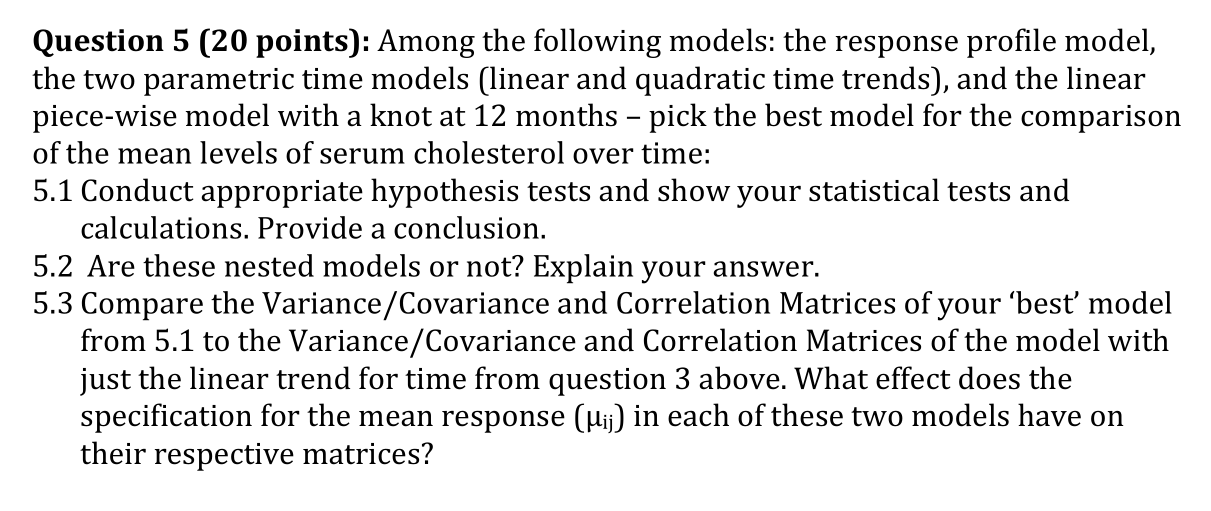 Question 5 (20 points): Among the following models: the response profile model,
the two parametric time models (linear and quadratic time trends), and the linear
piece-wise model with a knot at 12 months – pick the best model for the comparison
of the mean levels of serum cholesterol over time:
5.1 Conduct appropriate hypothesis tests and show your statistical tests and
calculations. Provide a conclusion.
5.2 Are these nested models or not? Explain your answer.
5.3 Compare the Variance/Covariance and Correlation Matrices of your ‘best’ model
from 5.1 to the Variance/Covariance and Correlation Matrices of the model with
just the linear trend for time from question 3 above. What effect does the
specification for the mean response (μij) in each of these two models have on
their respective matrices?